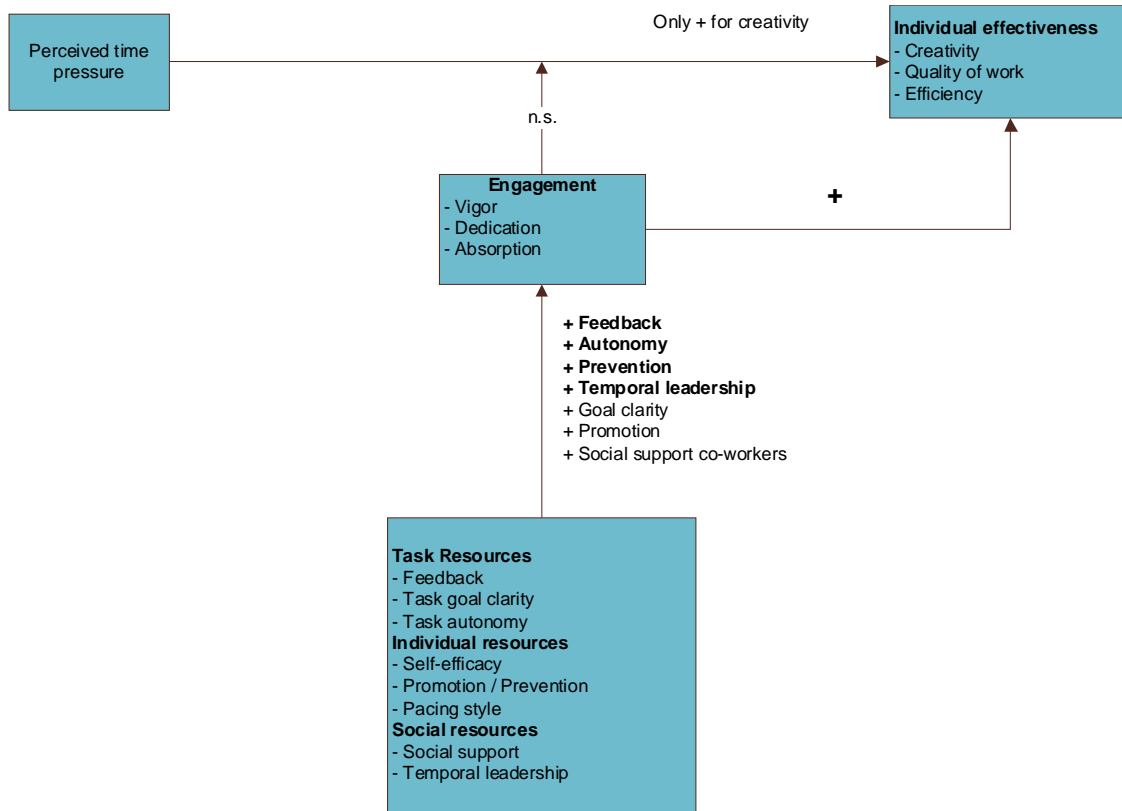 Perceived time
pressure
Only + for creativity
Individual effectiveness
- Creativity
- Quality of work
- Efficiency
n.s.
Engagement
- Vigor
- Dedication
- Absorption
+
+ Feedback
+ Autonomy
+ Prevention
+ Temporal leadership
+ Goal clarity
+ Promotion
+ Social support co-workers
Task Resources
- Feedback
- Task goal clarity
- Task autonomy
Individual resources
- Self-efficacy
- Promotion / Prevention
- Pacing style
Social resources
- Social support
- Temporal leadership